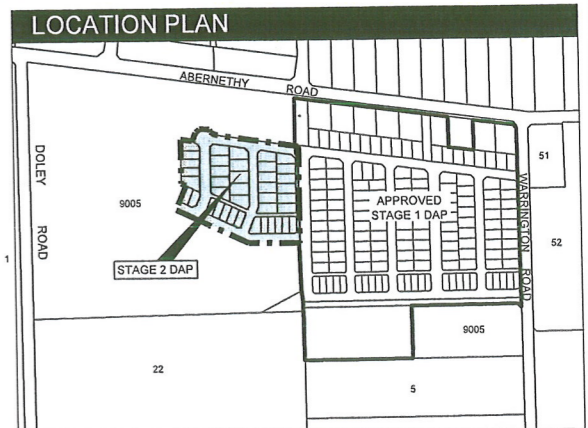 LOCATION PLAN
ABERNETHY ROAD
DOLEY ROAD
9005
1
STAGE 2 DAP
APPROVED
STAGE 1 DAP
WARRINGTON ROAD
51
52
9005
22
5